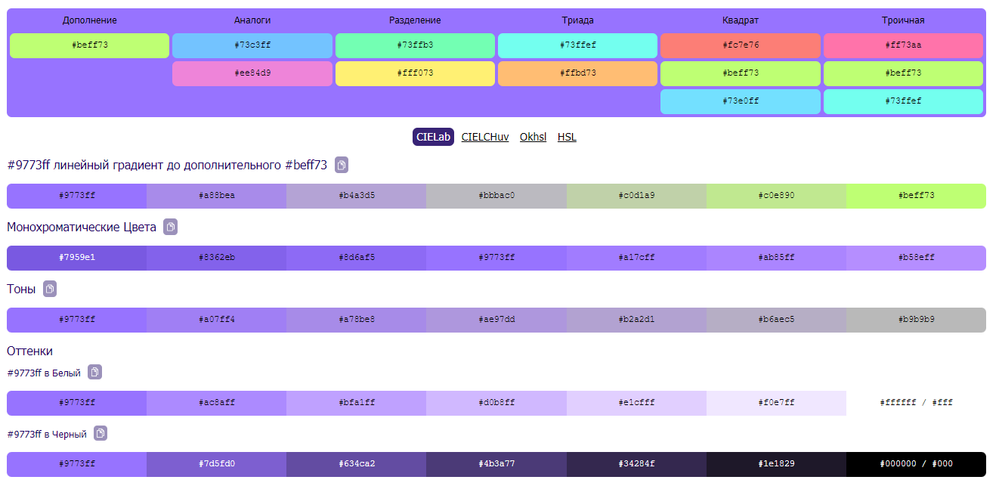 Дополнение Аналоги Разделение Триада Квадрат Троичная
#beff73 #73c3ff #73ffb3 #73ffef #fc7e76 #ff73aa
#ee84d9 #fff073 #ffbd73 #beff73 #beff73
#73e0ff #73ffef
CIELab CIELCHuv Okhsl HSL
#9773ff линейный градиент до дополнительного #beff73
#9773ff #a88bea #b4a3d5 #bbbac0 #c0d1a9 #c0e890 #beff73
Монохроматические Цвета
#7959e1 #8362eb #8d6af5 #9773ff #a17cff #ab85ff #b58eff
Тоны
#9773ff #a07ff4 #a78be8 #ae97dd #b2a2d1 #b6aec5 #b9b9b9
Оттенки
#9773ff в Белый
#9773ff #ac8aff #bfa1ff #d0b8ff #e1cfff #f0e7ff #ffffff / #fff
#9773ff в Черный
#9773ff #7d5fd0 #634ca2 #4b3a77 #34284f #1e1829 #000000 / #000